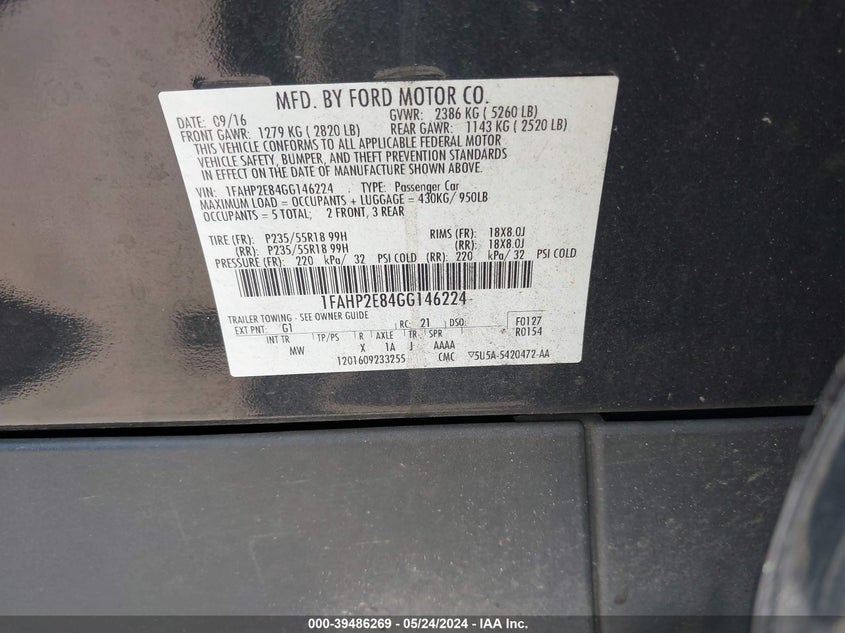 MFD. BY FORD MOTOR CO.
DATE: 09/16 GVWR: 2386 KG ( 5260 LB)
FRONT GAWR: 1279 KG ( 2820 LB) REAR GAWR: 1143 KG ( 2520 LB)
THIS VEHICLE CONFORMS TO ALL APPLICABLE FEDERAL MOTOR
VEHICLE SAFETY, BUMPER, AND THEFT PREVENTION STANDARDS
IN EFFECT ON THE DATE OF MANUFACTURE SHOWN ABOVE.
VIN: 1FAHP2E84GG146224 TYPE: Passenger Car
MAXIMUM LOAD = OCCUPANTS + LUGGAGE = 430KG/ 950LB
OCCUPANTS = 5 TOTAL; 2 FRONT, 3 REAR
TIRE (FR): P235/55R18 99H RIMS (FR): 18X8.0J
(RR): P235/55R18 99H (RR): 18X8.0J
PRESSURE (FR): 220 kPa/ 32 PSI COLD (RR): 220 kPa/ 32 PSI COLD
1FAHP2E84GG146224
TRAILER TOWING - SEE OWNER GUIDE
EXT PNT: G1 RC: 21 DSO: F0127
INT TR TP/PS R AXLE TR SPR R0154
MW X 1A J AAAA
1201609233255 CMC ▽5U5A-5420472-AA
000-39486269 - 05/24/2024 - IAA Inc.